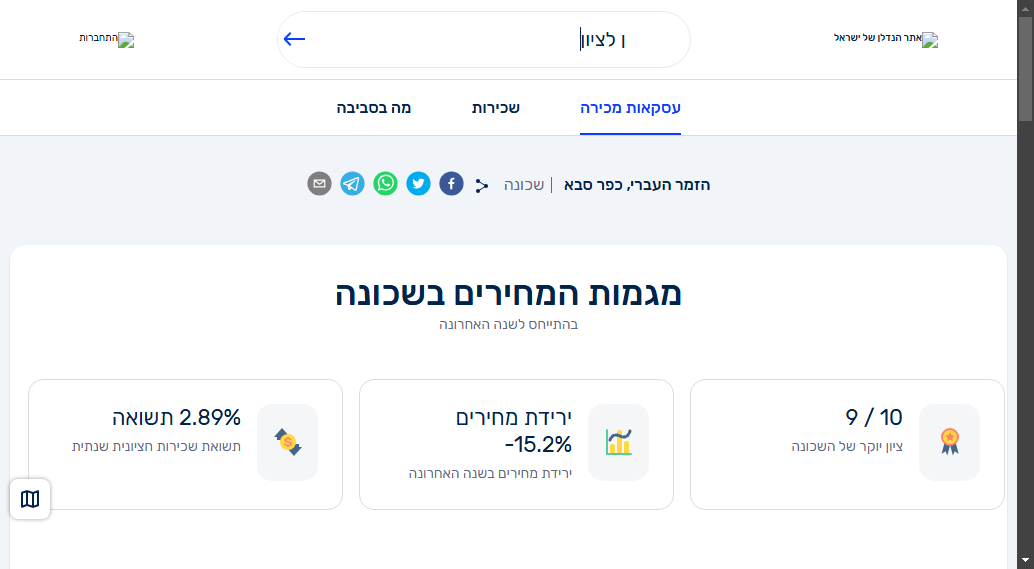 אתר הנדלן של ישראל
ן לציון
התחברות
עסקאות מכירה
שכירות
מה בסביבה
הזמר העברי, כפר סבא | שכונה
מגמות המחירים בשכונה
בהתייחס לשנה האחרונה
9 / 10
ציון יוקר של השכונה
ירידת מחירים
-15.2%
ירידת מחירים בשנה האחרונה
2.89% תשואה
תשואת שכירות חציונית שנתית